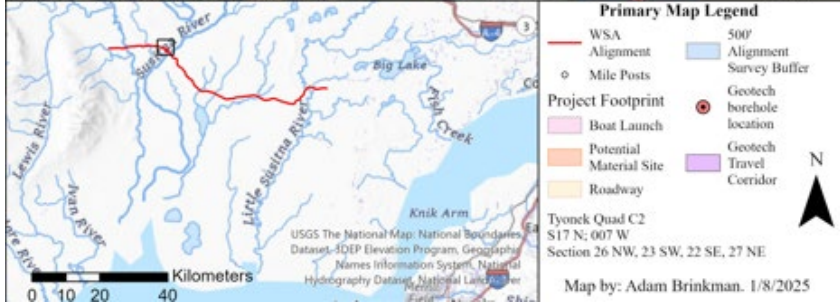 Susitna River
3
Big Lake
Fish Creek
Lewis River
Little Susitna River
Ivan River
Knik Arm
USGS The National Map: National Boundaries
Dataset, 3DEP Elevation Program, Geographic
Names Information System, National
Hydrography Dataset, National Land
Kilometers
0 10 20 40
Primary Map Legend
WSA
Alignment
Mile Posts
Project Footprint
Boat Launch
Potential
Material Site
Roadway
500'
Alignment
Survey Buffer
Geotech
borehole
location
Geotech
Travel
Corridor
N
Tyonek Quad C2
S17 N; 007 W
Section 26 NW, 23 SW, 22 SE, 27 NE
Map by: Adam Brinkman. 1/8/2025